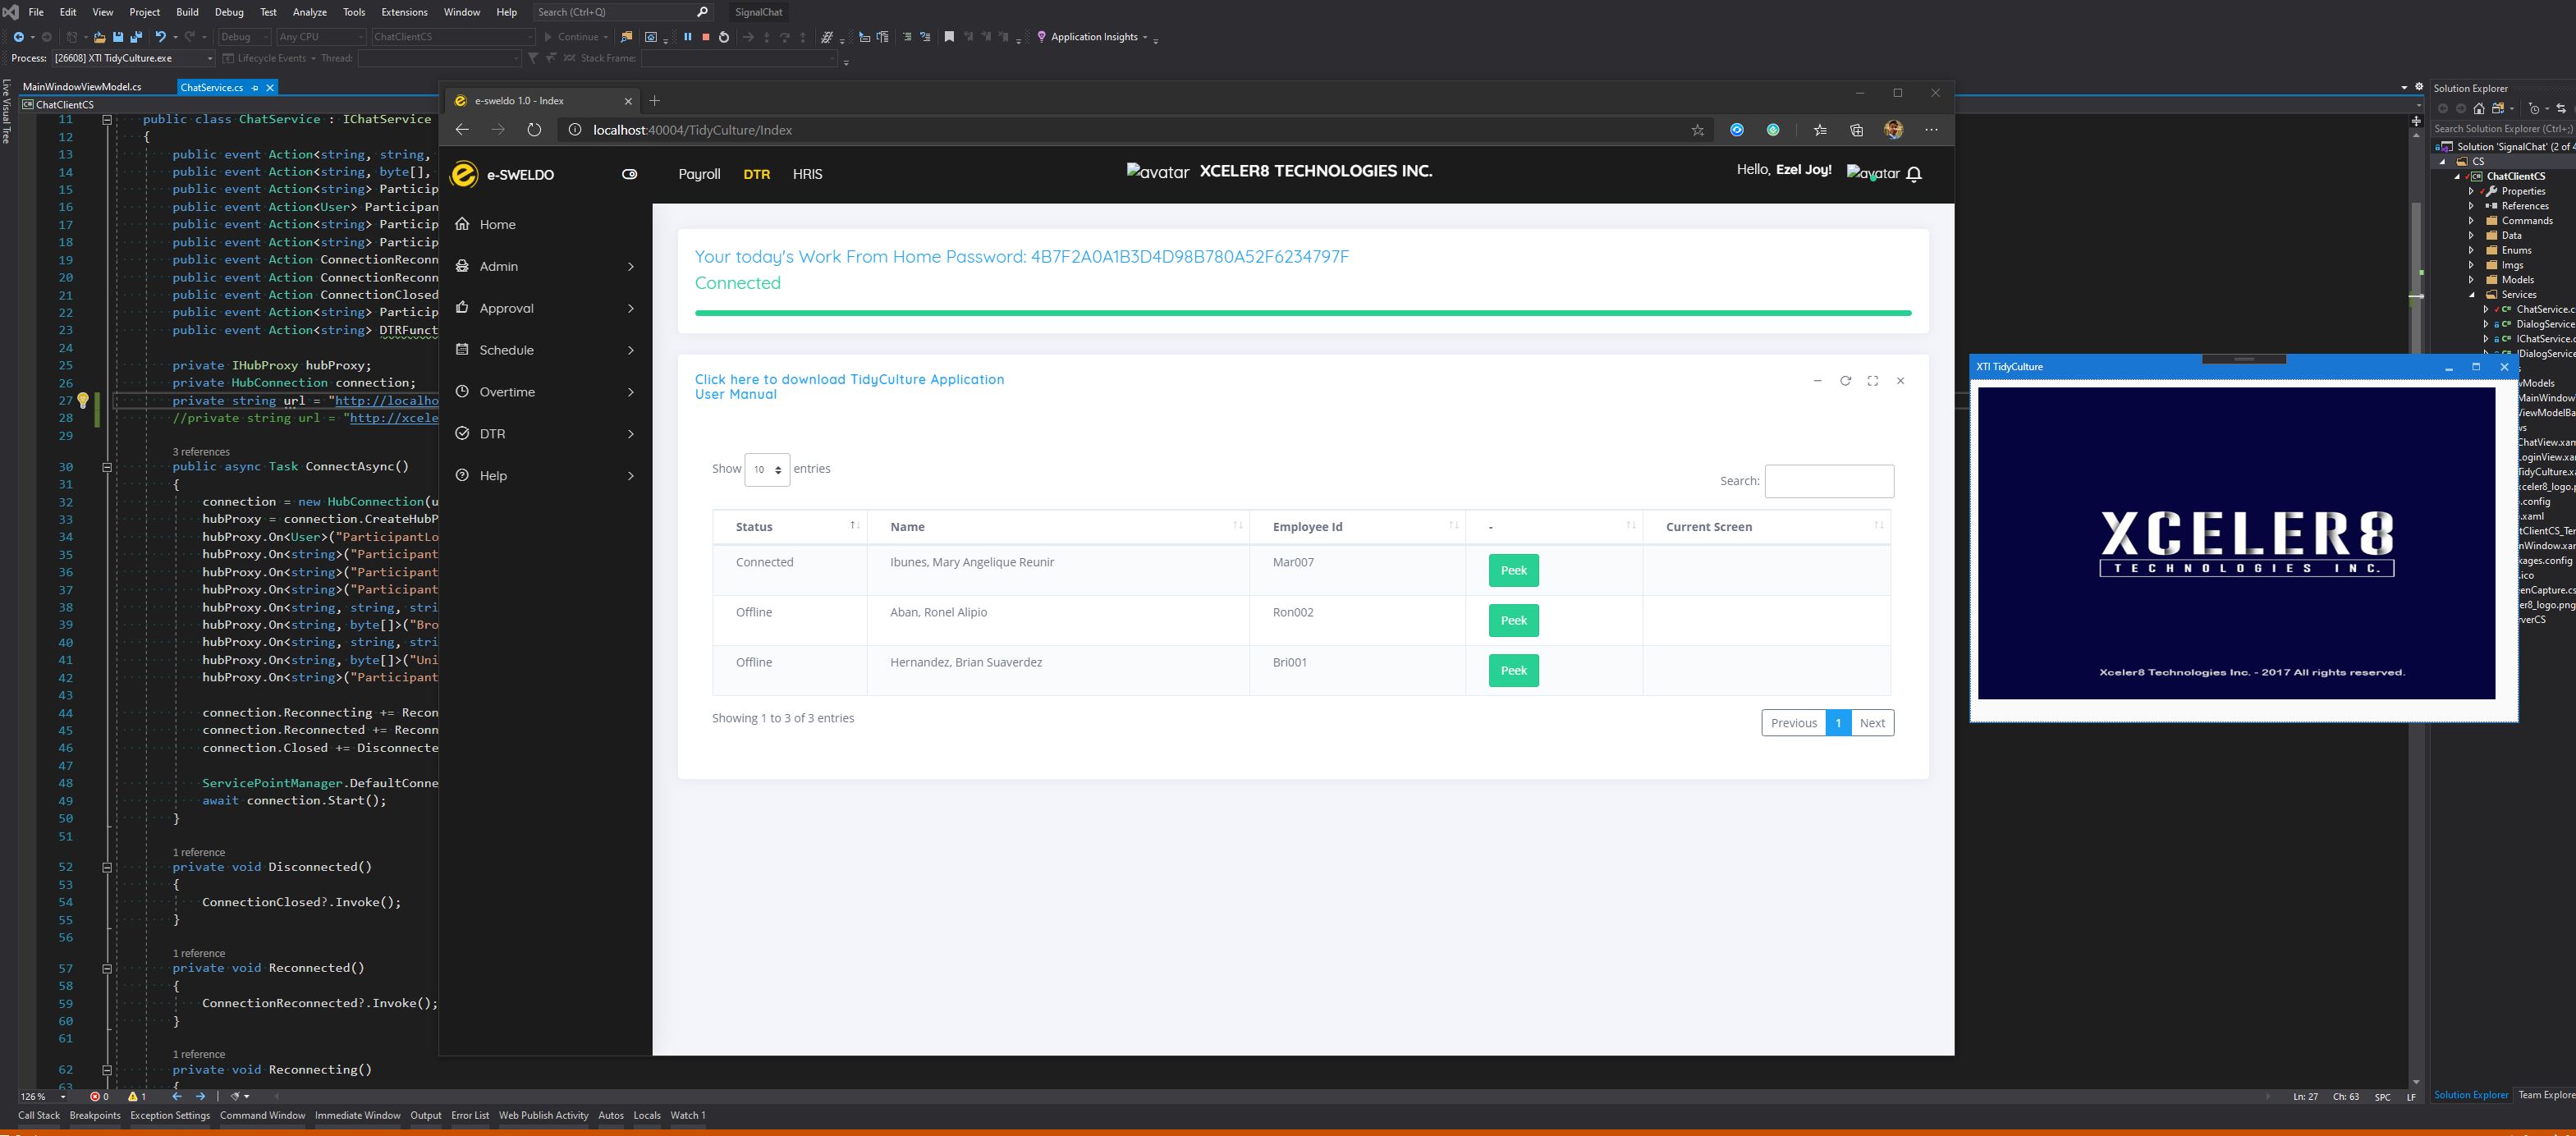 File Edit View Project Build Debug Test Analyze Tools Extensions Window Help Search (Ctrl+Q) SignalChat
Debug Any CPU ChatClientCS Continue Application Insights
Process: [26608] XTI TidyCulture.exe Lifecycle Events Thread: Stack Frame:
Live Visual Tree
MainWindowViewModel.cs ChatService.cs
ChatClientCS
11 public class ChatService : IChatService
12 {
13 public event Action<string, string,
14 public event Action<string, byte[],
15 public event Action<string> Particip
16 public event Action<User> Participan
17 public event Action<string> Particip
18 public event Action<string> Particip
19 public event Action ConnectionReconn
20 public event Action ConnectionReconn
21 public event Action ConnectionClosed
22 public event Action<string> Particip
23 public event Action<string> DTRFunct
24
25 private IHubProxy hubProxy;
26 private HubConnection connection;
27 private string url = "http://localho
28 //private string url = "http://xcele
29
3 references
30 public async Task ConnectAsync()
31 {
32 connection = new HubConnection(u
33 hubProxy = connection.CreateHubP
34 hubProxy.On<User>("ParticipantLo
35 hubProxy.On<string>("Participant
36 hubProxy.On<string>("Participant
37 hubProxy.On<string>("Participant
38 hubProxy.On<string, string, stri
39 hubProxy.On<string, byte[]>("Bro
40 hubProxy.On<string, string, stri
41 hubProxy.On<string, byte[]>("Uni
42 hubProxy.On<string>("Participant
43
44 connection.Reconnecting += Recon
45 connection.Reconnected += Reconn
46 connection.Closed += Disconnecte
47
48 ServicePointManager.DefaultConne
49 await connection.Start();
50 }
51
1 reference
52 private void Disconnected()
53 {
54 ConnectionClosed?.Invoke();
55 }
56
1 reference
57 private void Reconnected()
58 {
59 ConnectionReconnected?.Invoke();
60 }
61
1 reference
62 private void Reconnecting()
63 {
126 % 0 1
Ln: 27 Ch: 63 SPC LF
Call Stack Breakpoints Exception Settings Command Window Immediate Window Output Error List Web Publish Activity Autos Locals Watch 1
e-sweldo 1.0 - Index
localhost:40004/TidyCulture/Index
e-SWELDO
Payroll DTR HRIS
avatar XCELER8 TECHNOLOGIES INC.
Hello, Ezel Joy! avatar
Home
Admin
Approval
Schedule
Overtime
DTR
Help
Your today's Work From Home Password: 4B7F2A0A1B3D4D98B780A52F6234797F
Connected
Click here to download TidyCulture Application
User Manual
Show 10 entries
Search:
Status Name Employee Id - Current Screen
Connected Ibunes, Mary Angelique Reunir Mar007 Peek
Offline Aban, Ronel Alipio Ron002 Peek
Offline Hernandez, Brian Suaverdez Bri001 Peek
Showing 1 to 3 of 3 entries
Previous 1 Next
XTI TidyCulture
XCELER8
TECHNOLOGIES INC.
Xceler8 Technologies Inc. - 2017 All rights reserved.
Solution Explorer
Search Solution Explorer (Ctrl+;)
Solution 'SignalChat' (2 of 4
CS
ChatClientCS
Properties
References
Commands
Data
Enums
Imgs
Models
Services
ChatService.c
DialogService
IChatService.c
IDialogService
vModels
MainWindow
ViewModelBa
ws
ChatView.xam
LoginView.xa
TidyCulture.x
xceler8_logo.p
.config
.xaml
tClientCS_Te
nWindow.xam
kages.config
.ico
eenCapture.cs
er8_logo.png
verCS
Solution Explorer Team Explore